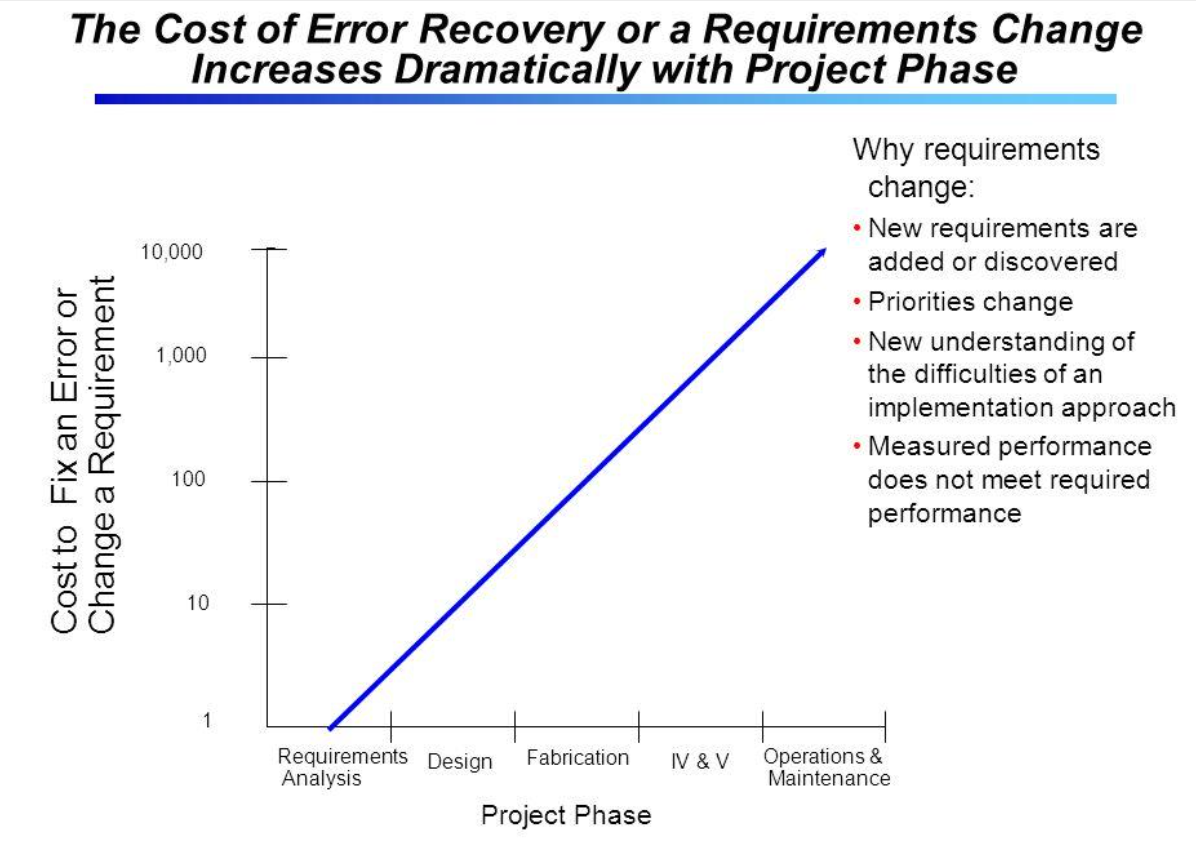 The Cost of Error Recovery or a Requirements Change
Increases Dramatically with Project Phase
Why requirements
change:
• New requirements are
added or discovered
• Priorities change
• New understanding of
the difficulties of an
implementation approach
• Measured performance
does not meet required
performance
Cost to Fix an Error or
Change a Requirement
10,000
1,000
100
10
1
Requirements
Analysis
Design
Fabrication
IV & V
Operations &
Maintenance
Project Phase